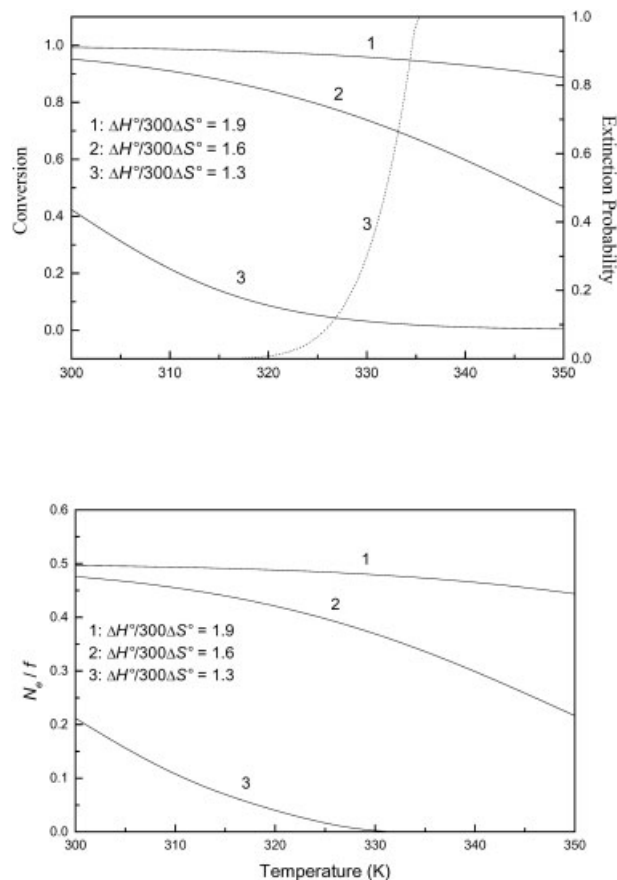 1.0
0.8
0.6
0.4
0.2
0.0
Conversion
1
2
3
3
1: ΔH°/300ΔS° = 1.9
2: ΔH°/300ΔS° = 1.6
3: ΔH°/300ΔS° = 1.3
1.0
0.8
0.6
0.4
0.2
0.0
Extinction Probability
300 310 320 330 340 350
0.6
0.5
0.4
0.3
0.2
0.1
0.0
Nₑ / f
1
2
3
1: ΔH°/300ΔS° = 1.9
2: ΔH°/300ΔS° = 1.6
3: ΔH°/300ΔS° = 1.3
300 310 320 330 340 350
Temperature (K)